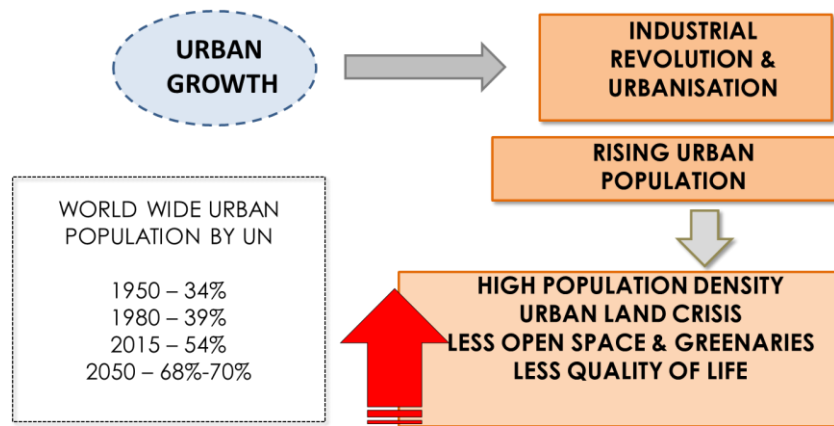 URBAN
GROWTH
INDUSTRIAL
REVOLUTION &
URBANISATION
RISING URBAN
POPULATION
WORLD WIDE URBAN
POPULATION BY UN
1950 – 34%
1980 – 39%
2015 – 54%
2050 – 68%-70%
HIGH POPULATION DENSITY
URBAN LAND CRISIS
LESS OPEN SPACE & GREENARIES
LESS QUALITY OF LIFE